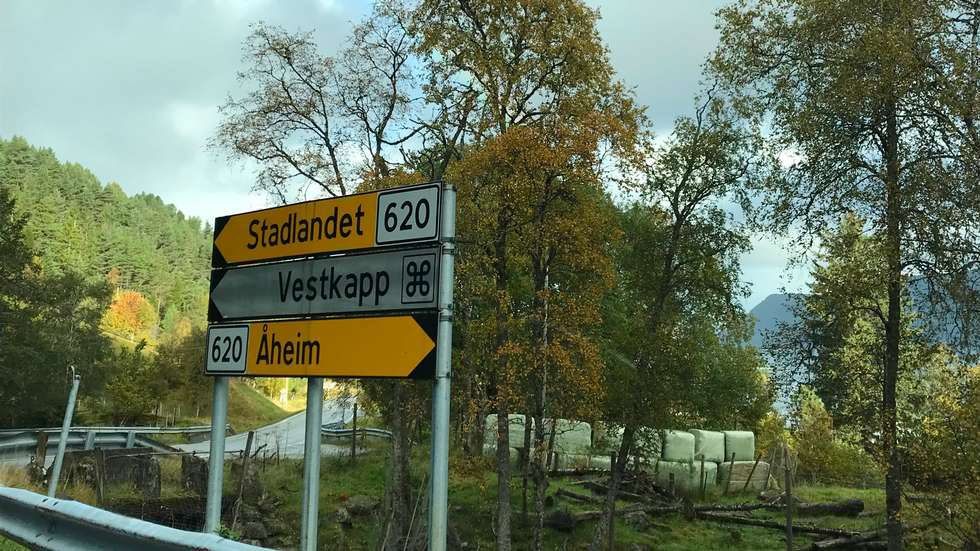 Stadlandet 620
Vestkapp ⌘
620 Åheim